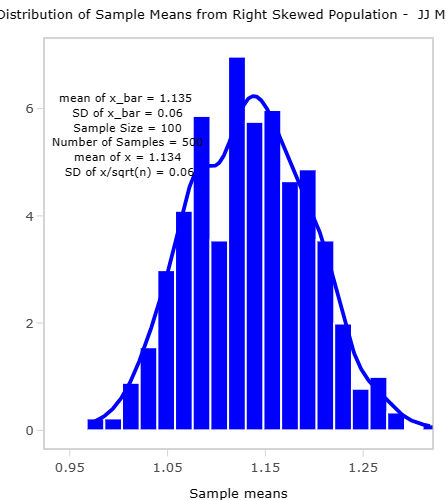 Distribution of Sample Means from Right Skewed Population - JJ M
mean of x_bar = 1.135
SD of x_bar = 0.06
Sample Size = 100
Number of Samples = 500
mean of x = 1.134
SD of x/sqrt(n) = 0.06
6
4
2
0
0.95 1.05 1.15 1.25
Sample means